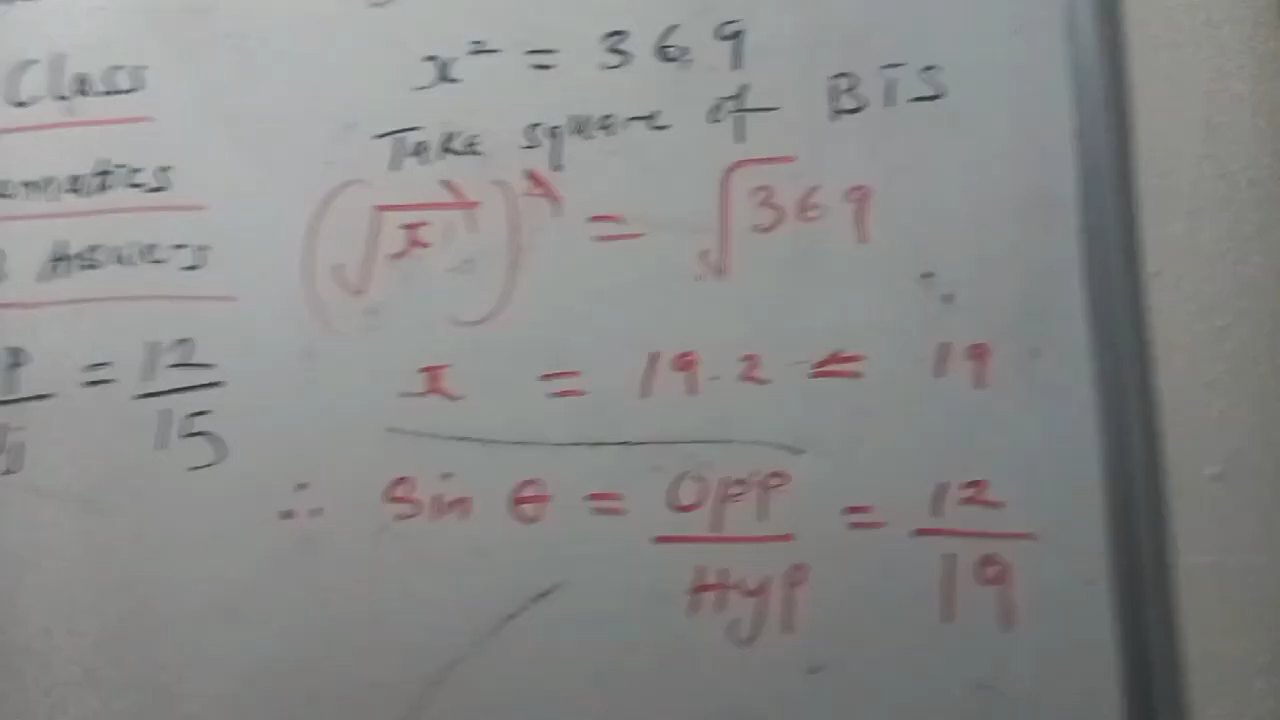 Class
x² = 369
Take square of BTS
(√x²)² = √369
= 12/15
x = 19.2 ≤ 19
∴ Sin θ = Opp/Hyp = 12/19